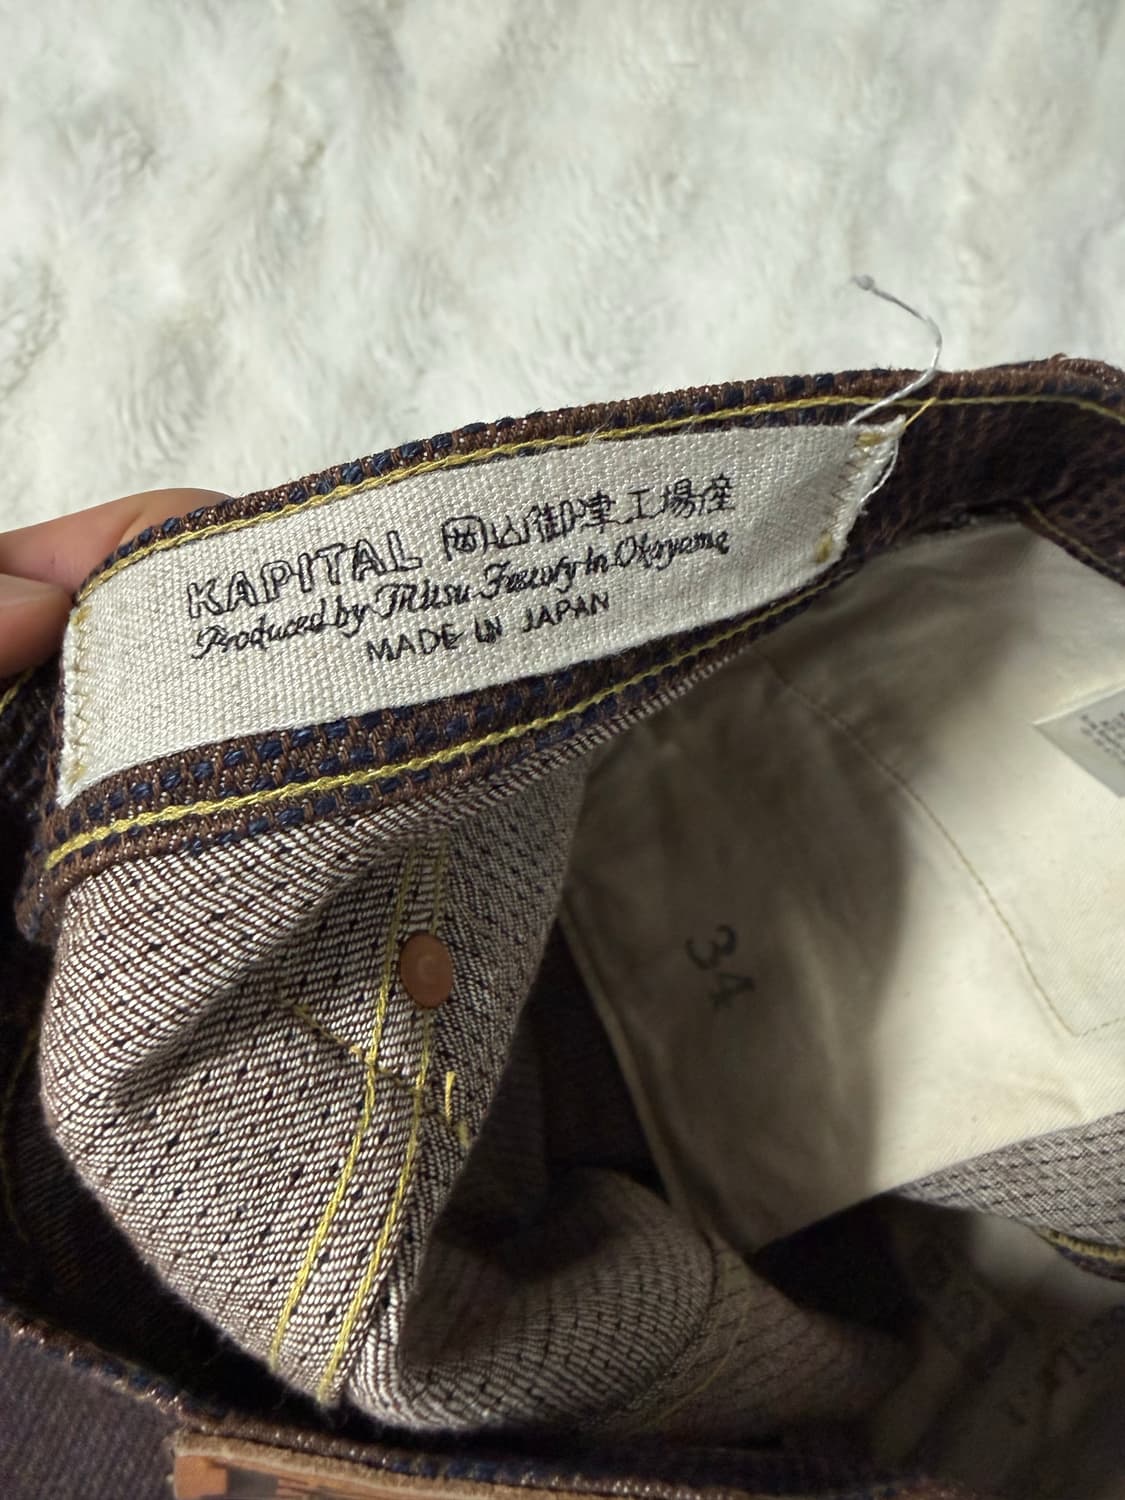 KAPITAL 岡山御津工場産
Produced by Mitsu Factory In Okayama
MADE IN JAPAN
34